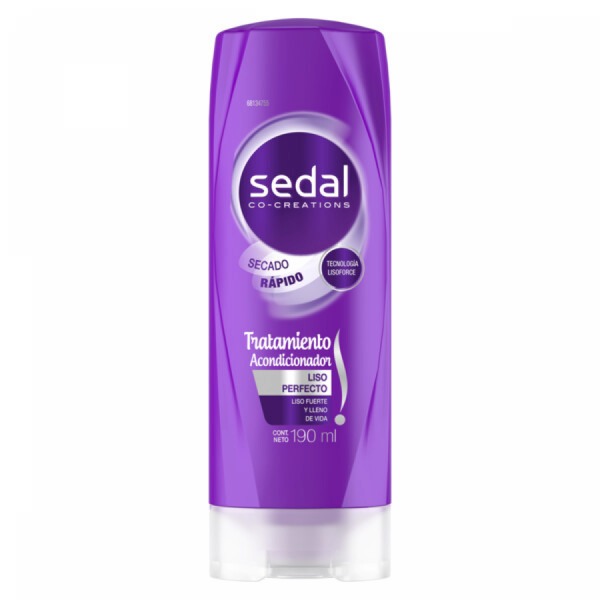 sedal
CO-CREATIONS
SECADO
RÁPIDO
TECNOLOGÍA
LISOFORCE
Tratamiento
Acondicionador
LISO
PERFECTO
LISO FUERTE
Y LLENO
DE VIDA
CONT.
NETO 190 ml